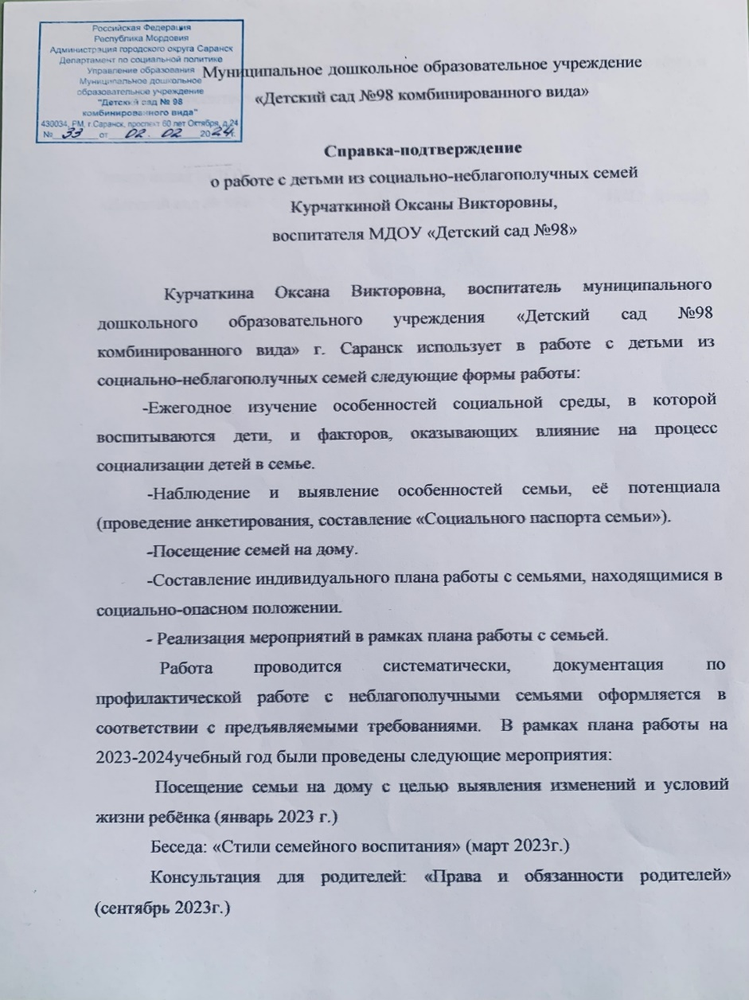 Российская Федерация
Республика Мордовия
Администрация городского округа Саранск
Департамент по социальной политике
Управление образования
Муниципальное дошкольное
образовательное учреждение
"Детский сад № 98
комбинированного вида"
430034, РМ, г.Саранск, проспект 60 лет Октября, д.24
№ 33 от 02. 02 2024г.
Муниципальное дошкольное образовательное учреждение
«Детский сад №98 комбинированного вида»
Справка-подтверждение
о работе с детьми из социально-неблагополучных семей
Курчаткиной Оксаны Викторовны,
воспитателя МДОУ «Детский сад №98»
Курчаткина Оксана Викторовна, воспитатель муниципального
дошкольного образовательного учреждения «Детский сад №98
комбинированного вида» г. Саранск использует в работе с детьми из
социально-неблагополучных семей следующие формы работы:
-Ежегодное изучение особенностей социальной среды, в которой
воспитываются дети, и факторов, оказывающих влияние на процесс
социализации детей в семье.
-Наблюдение и выявление особенностей семьи, её потенциала
(проведение анкетирования, составление «Социального паспорта семьи»).
-Посещение семей на дому.
-Составление индивидуального плана работы с семьями, находящимися в
социально-опасном положении.
- Реализация мероприятий в рамках плана работы с семьей.
Работа проводится систематически, документация по
профилактической работе с неблагополучными семьями оформляется в
соответствии с предъявляемыми требованиями. В рамках плана работы на
2023-2024учебный год были проведены следующие мероприятия:
Посещение семьи на дому с целью выявления изменений и условий
жизни ребёнка (январь 2023 г.)
Беседа: «Стили семейного воспитания» (март 2023г.)
Консультация для родителей: «Права и обязанности родителей»
(сентябрь 2023г.)